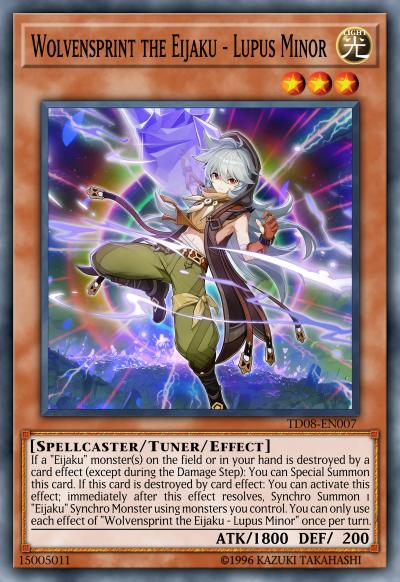 Wolvensprint the Eijaku - Lupus Minor
LIGHT
光
TD08-EN007
[Spellcaster/Tuner/Effect]
If a "Eijaku" monster(s) on the field or in your hand is destroyed by a
card effect (except during the Damage Step): You can Special Summon
this card. If this card is destroyed by card effect: You can activate this
effect; immediately after this effect resolves, Synchro Summon 1
"Eijaku" Synchro Monster using monsters you control. You can only use
each effect of "Wolvensprint the Eijaku - Lupus Minor" once per turn.
ATK/1800 DEF/ 200
15005011
©1996 KAZUKI TAKAHASHI